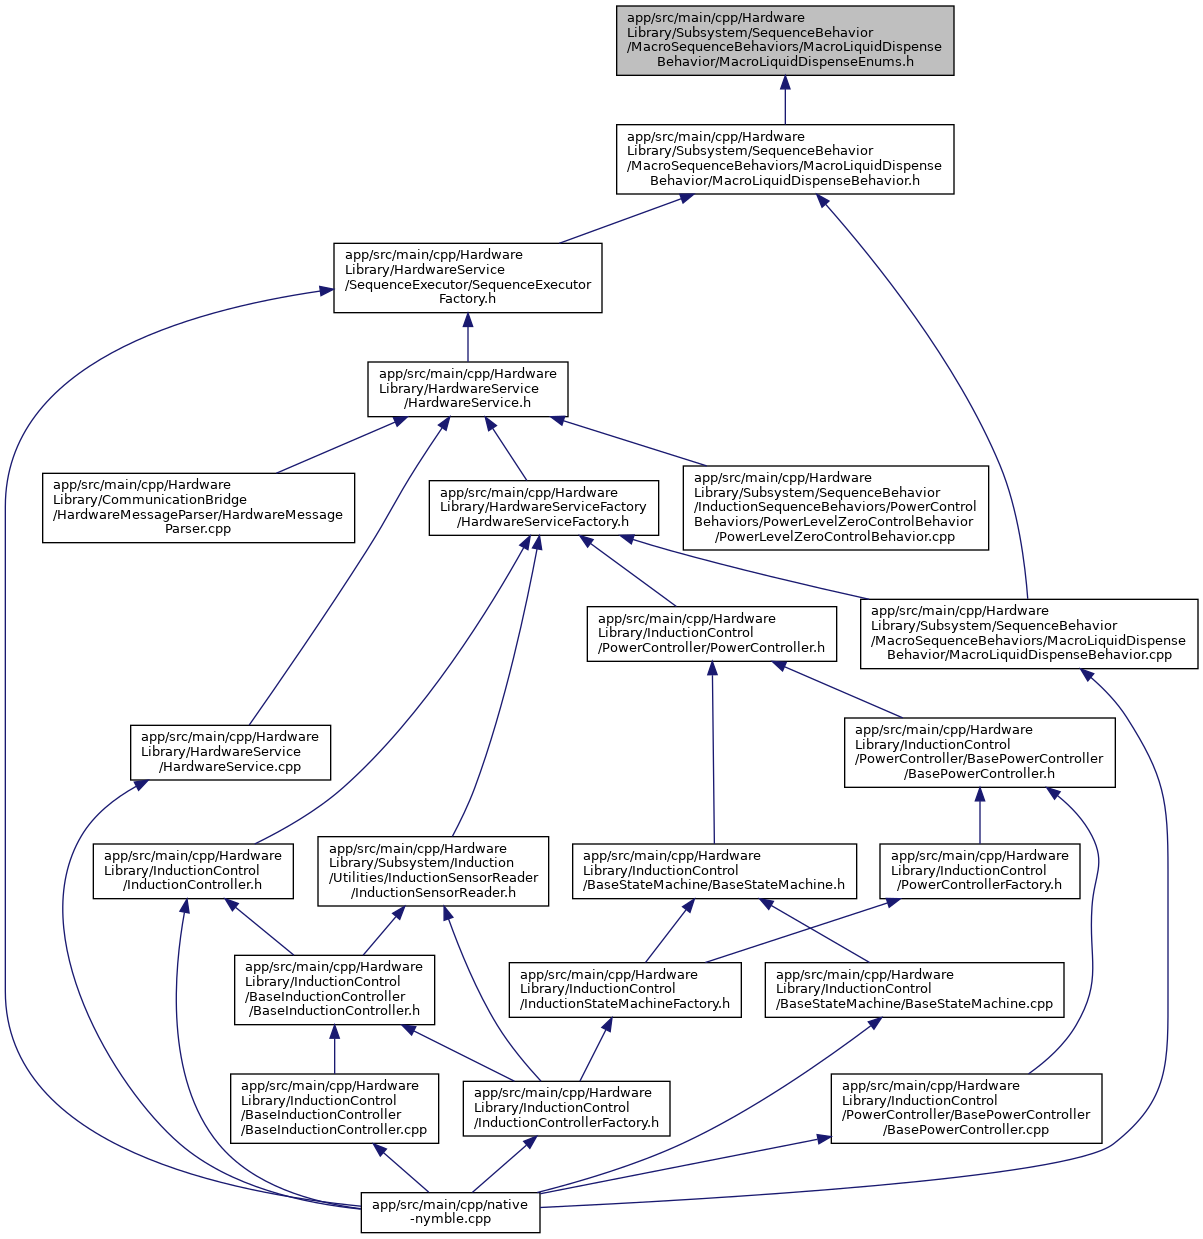 app/src/main/cpp/Hardware
Library/Subsystem/SequenceBehavior
/MacroSequenceBehaviors/MacroLiquidDispense
Behavior/MacroLiquidDispenseEnums.h
app/src/main/cpp/Hardware
Library/Subsystem/SequenceBehavior
/MacroSequenceBehaviors/MacroLiquidDispense
Behavior/MacroLiquidDispenseBehavior.h
app/src/main/cpp/Hardware
Library/HardwareService
/SequenceExecutor/SequenceExecutor
Factory.h
app/src/main/cpp/Hardware
Library/HardwareService
/HardwareService.h
app/src/main/cpp/Hardware
Library/CommunicationBridge
/HardwareMessageParser/HardwareMessage
Parser.cpp
app/src/main/cpp/Hardware
Library/HardwareServiceFactory
/HardwareServiceFactory.h
app/src/main/cpp/Hardware
Library/Subsystem/SequenceBehavior
/InductionSequenceBehaviors/PowerControl
Behaviors/PowerLevelZeroControlBehavior
/PowerLevelZeroControlBehavior.cpp
app/src/main/cpp/Hardware
Library/InductionControl
/PowerController/PowerController.h
app/src/main/cpp/Hardware
Library/Subsystem/SequenceBehavior
/MacroSequenceBehaviors/MacroLiquidDispense
Behavior/MacroLiquidDispenseBehavior.cpp
app/src/main/cpp/Hardware
Library/HardwareService
/HardwareService.cpp
app/src/main/cpp/Hardware
Library/InductionControl
/PowerController/BasePowerController
/BasePowerController.h
app/src/main/cpp/Hardware
Library/InductionControl
/InductionController.h
app/src/main/cpp/Hardware
Library/Subsystem/Induction
/Utilities/InductionSensorReader
/InductionSensorReader.h
app/src/main/cpp/Hardware
Library/InductionControl
/BaseStateMachine/BaseStateMachine.h
app/src/main/cpp/Hardware
Library/InductionControl
/PowerControllerFactory.h
app/src/main/cpp/Hardware
Library/InductionControl
/BaseInductionController
/BaseInductionController.h
app/src/main/cpp/Hardware
Library/InductionControl
/InductionStateMachineFactory.h
app/src/main/cpp/Hardware
Library/InductionControl
/BaseStateMachine/BaseStateMachine.cpp
app/src/main/cpp/Hardware
Library/InductionControl
/BaseInductionController
/BaseInductionController.cpp
app/src/main/cpp/Hardware
Library/InductionControl
/InductionControllerFactory.h
app/src/main/cpp/Hardware
Library/InductionControl
/PowerController/BasePowerController
/BasePowerController.cpp
app/src/main/cpp/native
-nymble.cpp